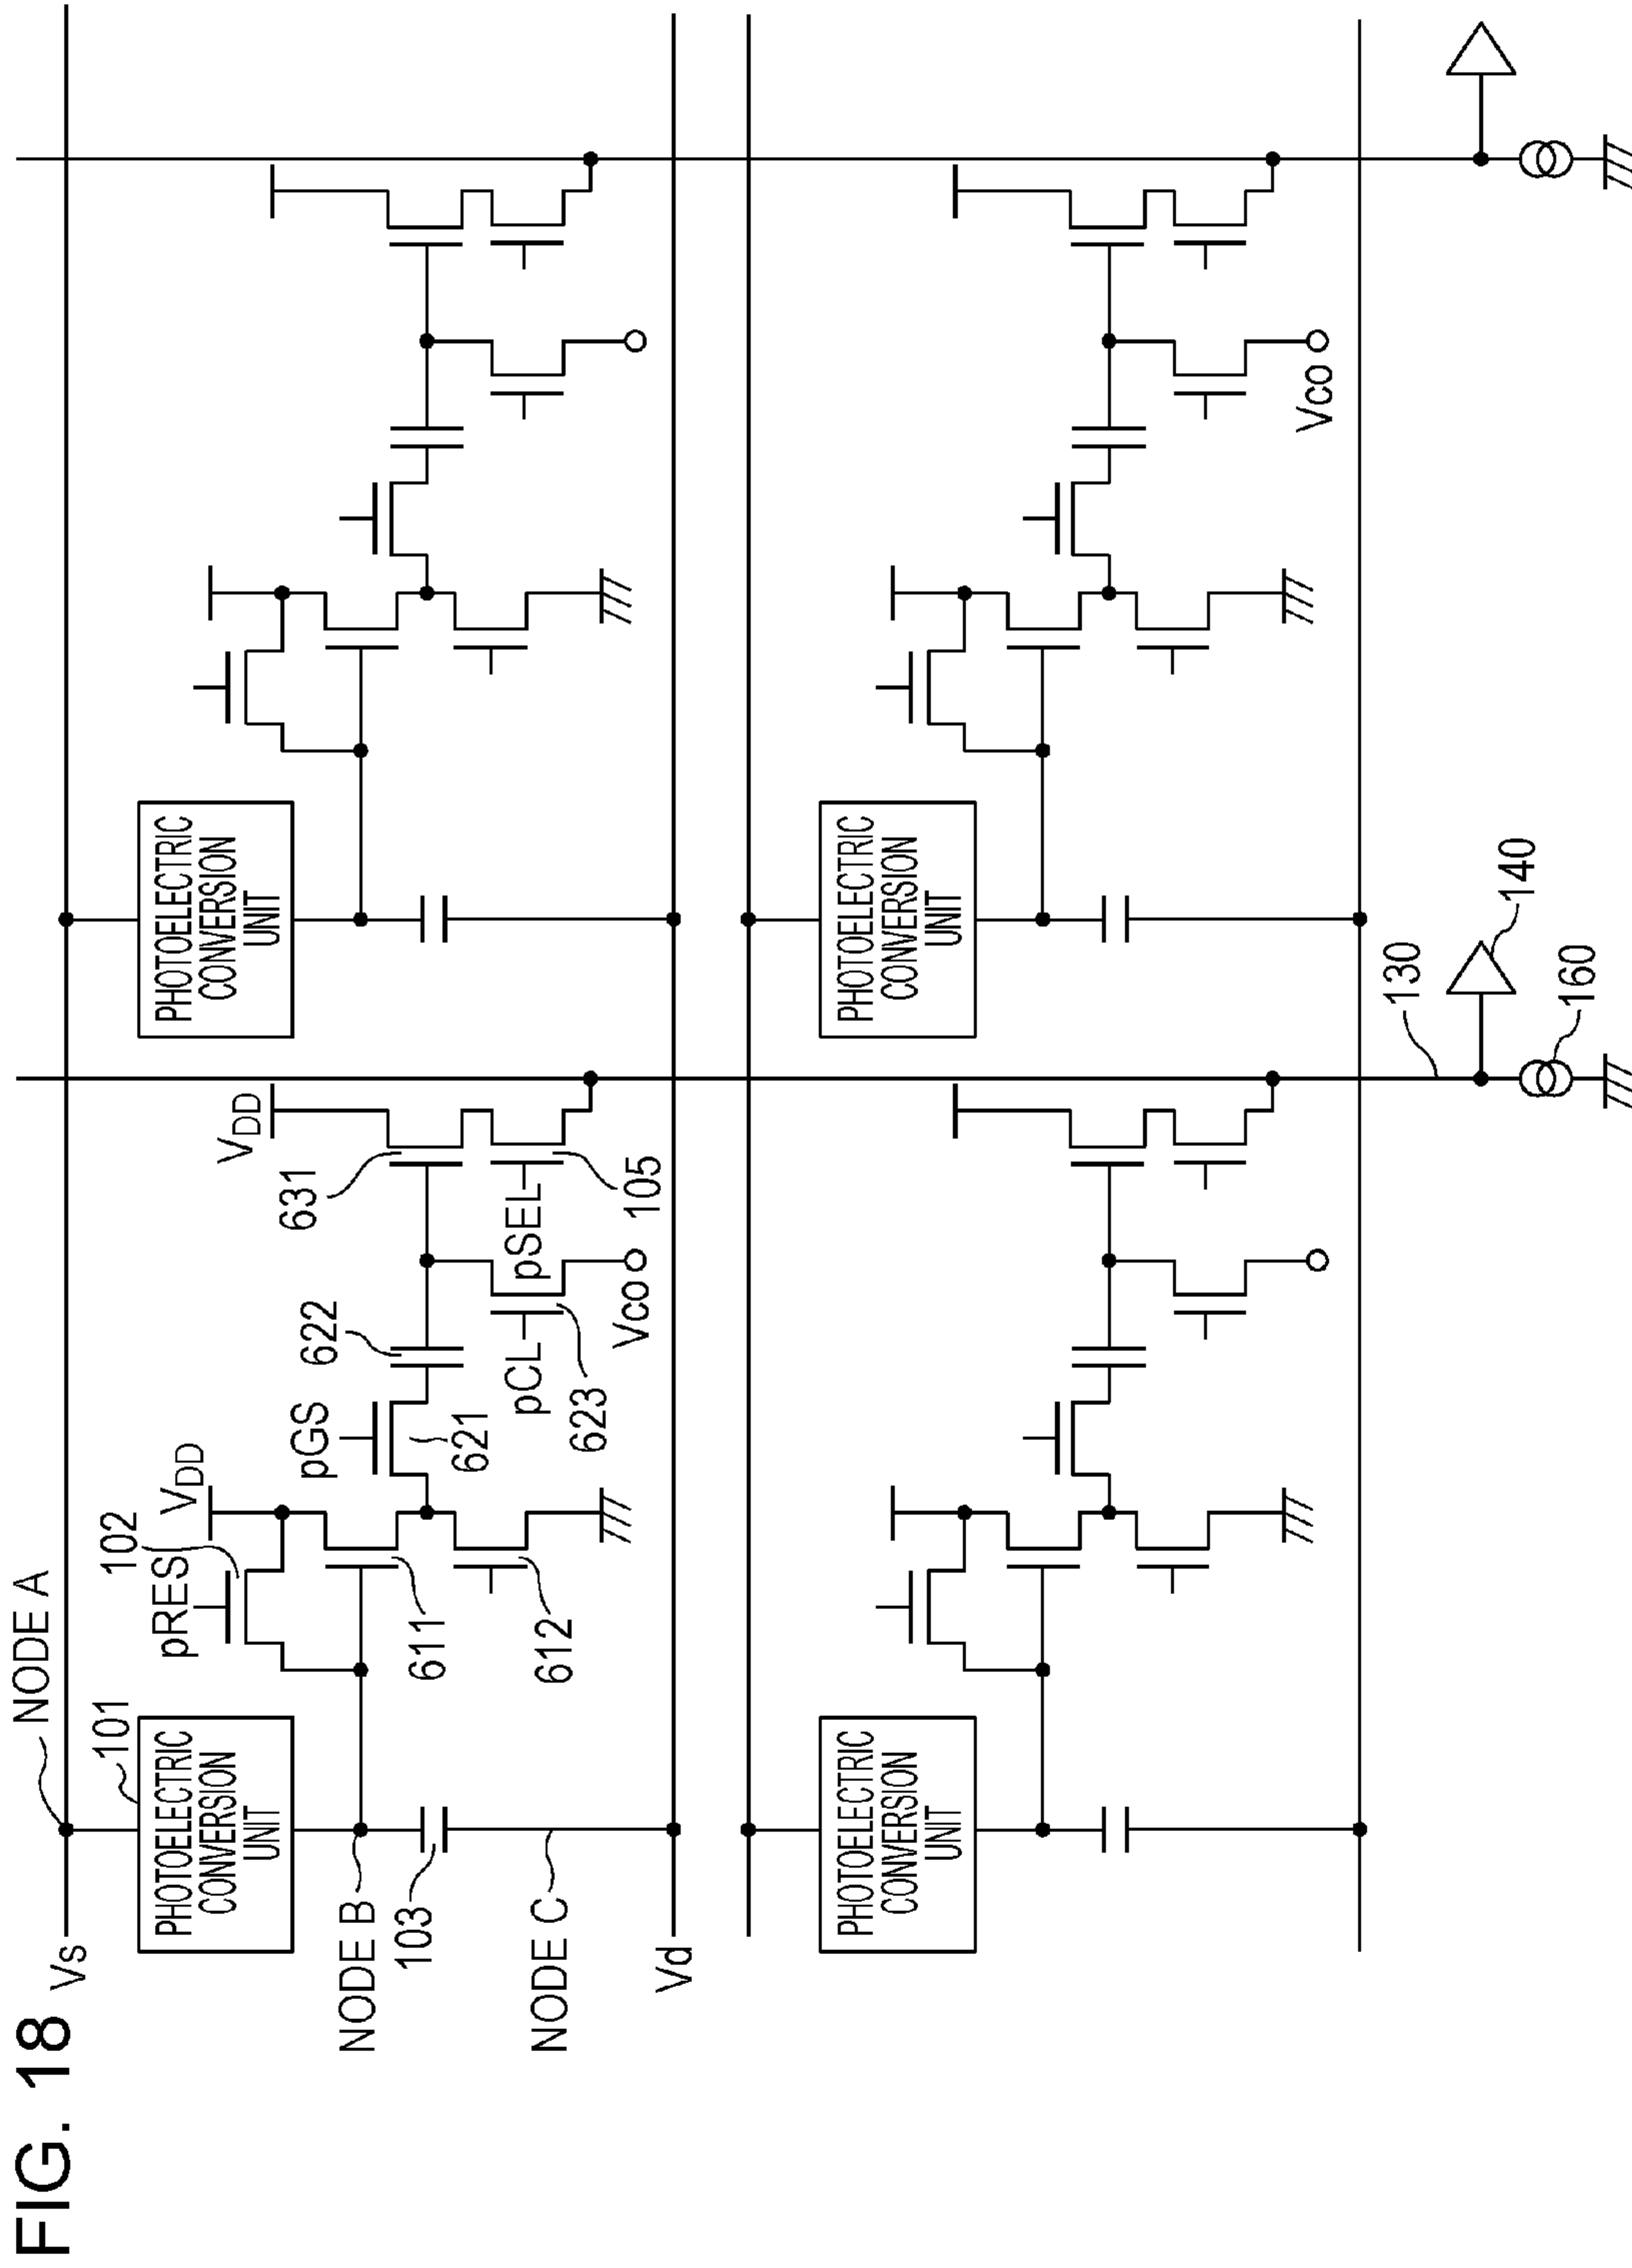 FIG. 18
Vs
NODE A
101
PHOTOELECTRIC
CONVERSION
UNIT
pRES
102
VDD
pGS
622
631
VDD
NODE B
103
NODE C
Vd
611
612
621
pCL
623
pSEL
Vco
105
PHOTOELECTRIC
CONVERSION
UNIT
PHOTOELECTRIC
CONVERSION
UNIT
PHOTOELECTRIC
CONVERSION
UNIT
Vco
130
140
160